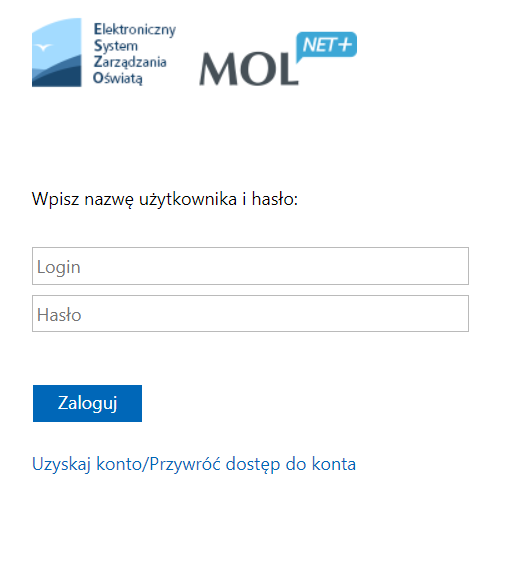 Elektroniczny
System
Zarządzania
Oświatą
MOL NET+
Wpisz nazwę użytkownika i hasło:
Login
Hasło
Zaloguj
Uzyskaj konto/Przywróć dostęp do konta